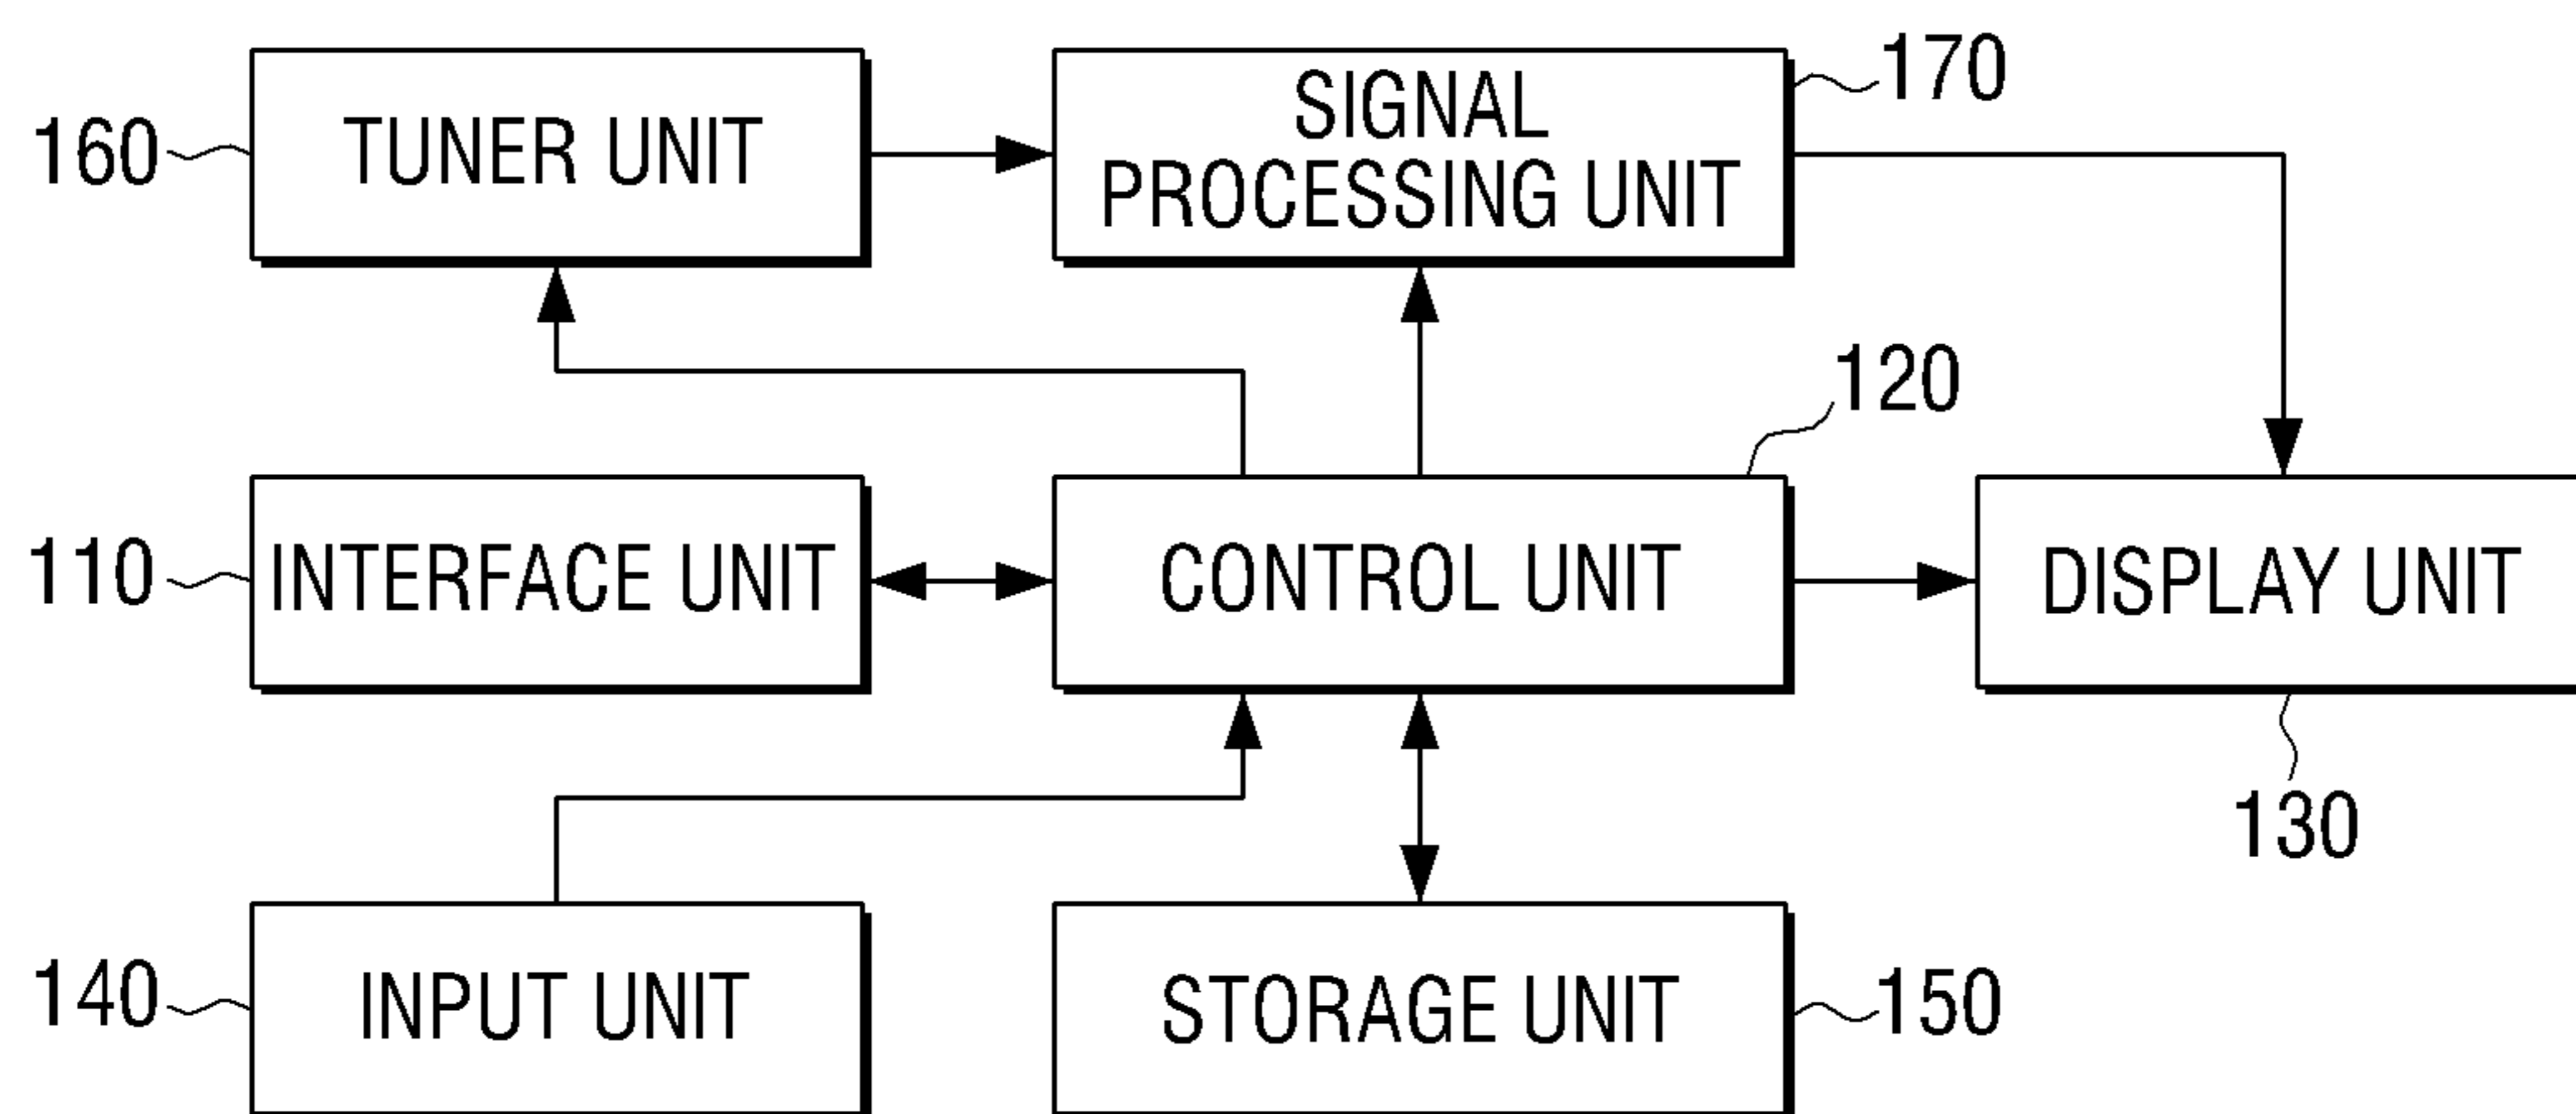 160
TUNER UNIT
SIGNAL
PROCESSING UNIT
170
120
110
INTERFACE UNIT
CONTROL UNIT
DISPLAY UNIT
130
140
INPUT UNIT
STORAGE UNIT
150